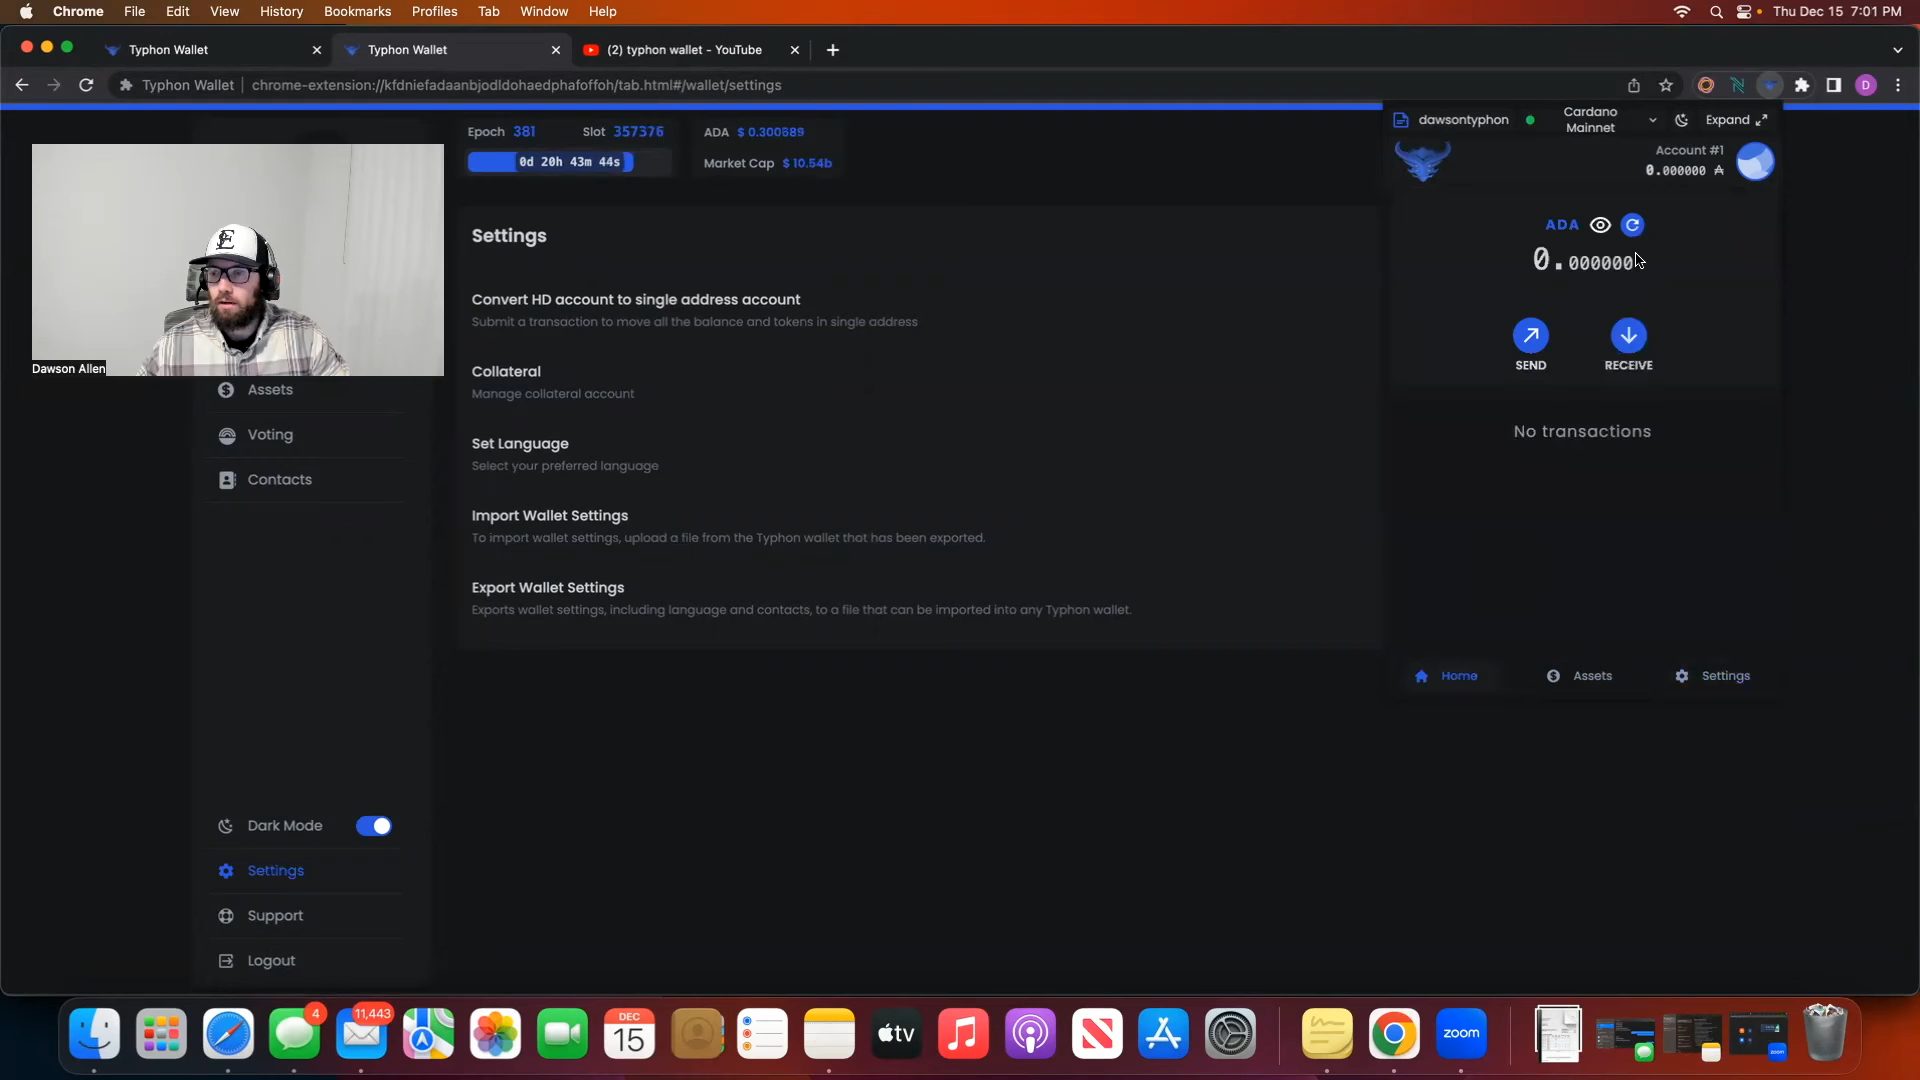 Chrome File Edit View History Bookmarks Profiles Tab Window Help Thu Dec 15 7:01 PM
Typhon Wallet Typhon Wallet (2) typhon wallet - YouTube
Typhon Wallet chrome-extension://kfdniefadaanbjodldohaedphafoffoh/tab.html#/wallet/settings D
Epoch 381 Slot 357376
0d 20h 43m 44s
ADA $ 0.300689
Market Cap $ 10.54b
dawsontyphon Cardano Mainnet Expand
Account #1
0.000000 ₳
ADA
0.000000
SEND RECEIVE
No transactions
Home Assets Settings
Dawson Allen
Settings
Convert HD account to single address account
Submit a transaction to move all the balance and tokens in single address
Collateral
Manage collateral account
Set Language
Select your preferred language
Import Wallet Settings
To import wallet settings, upload a file from the Typhon wallet that has been exported.
Export Wallet Settings
Exports wallet settings, including language and contacts, to a file that can be imported into any Typhon wallet.
Assets
Voting
Contacts
Dark Mode
Settings
Support
Logout
4
11,443
DEC
15
tv
zoom